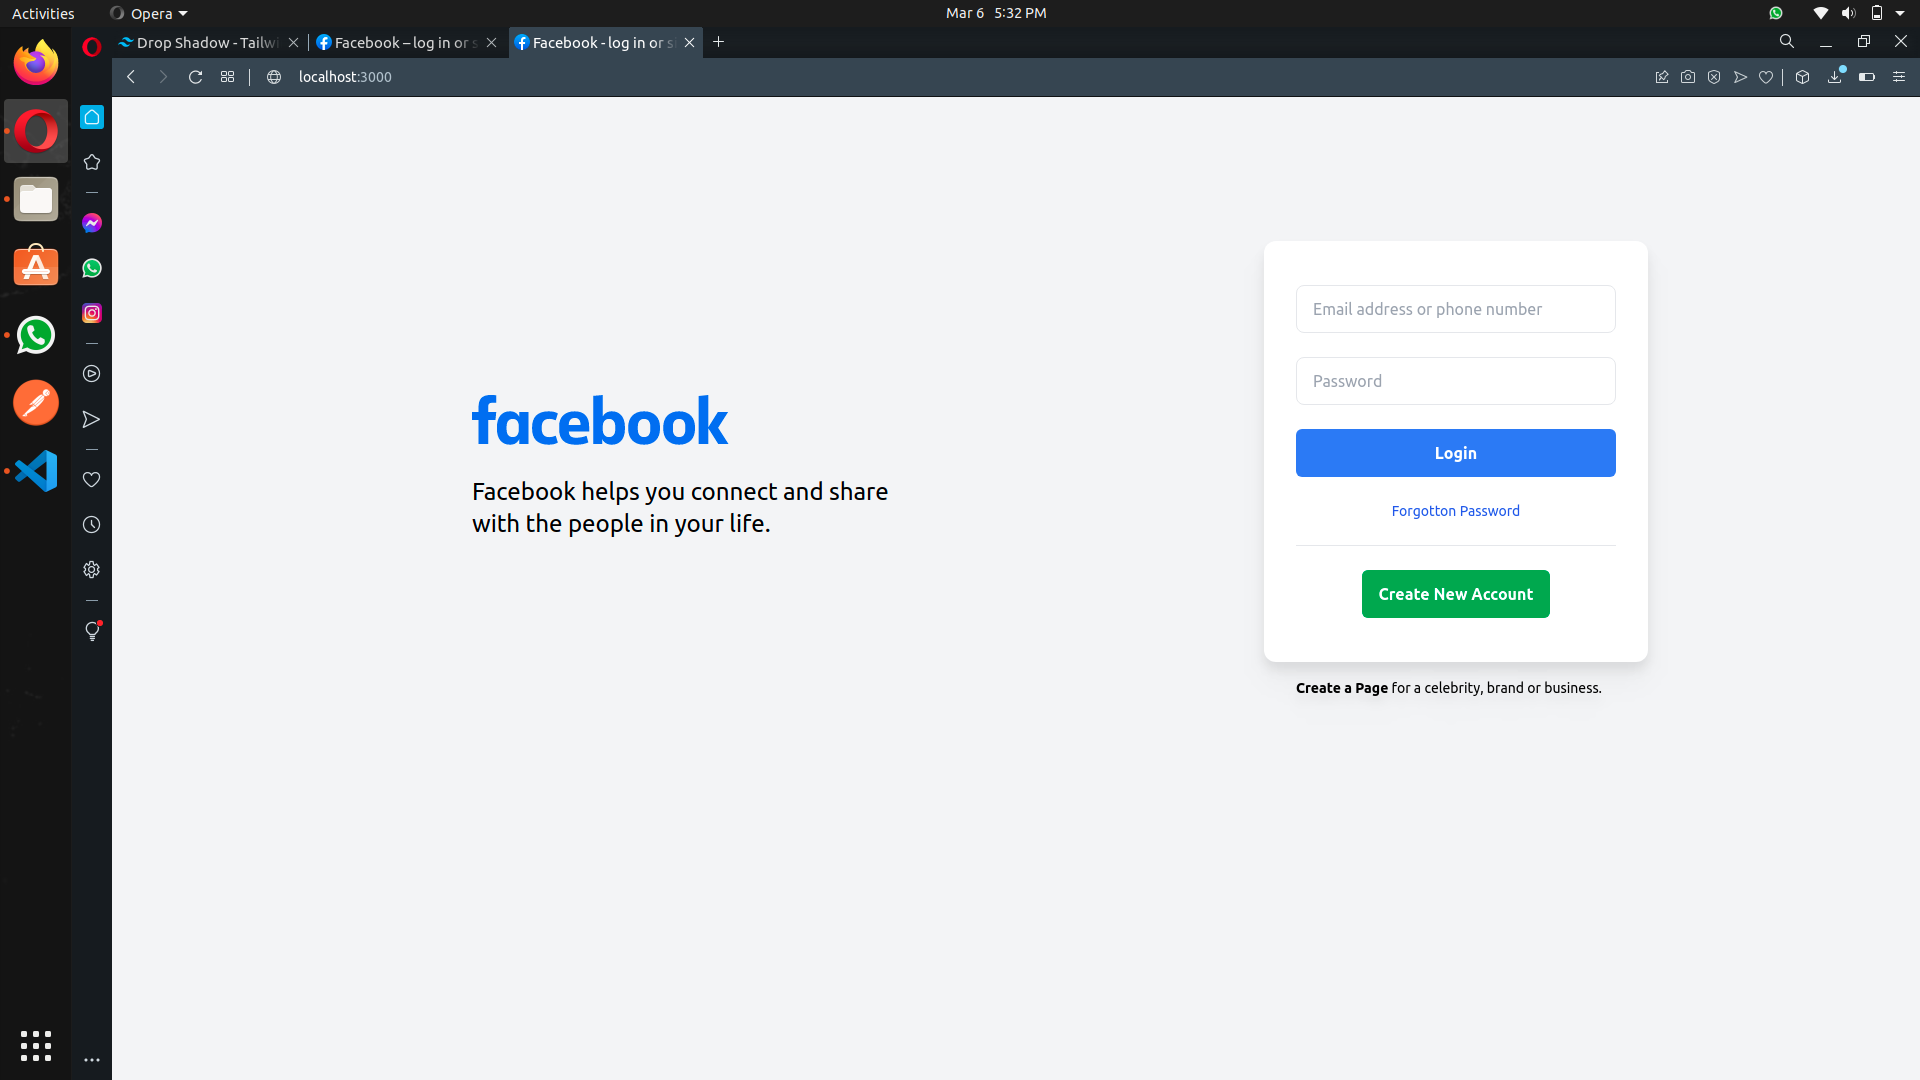 Activities
Opera
Mar 6 5:32 PM
Drop Shadow - Tailwi
Facebook – log in or s
Facebook - log in or s
localhost:3000
facebook
Facebook helps you connect and share
with the people in your life.
Email address or phone number
Password
Login
Forgotton Password
Create New Account
Create a Page for a celebrity, brand or business.